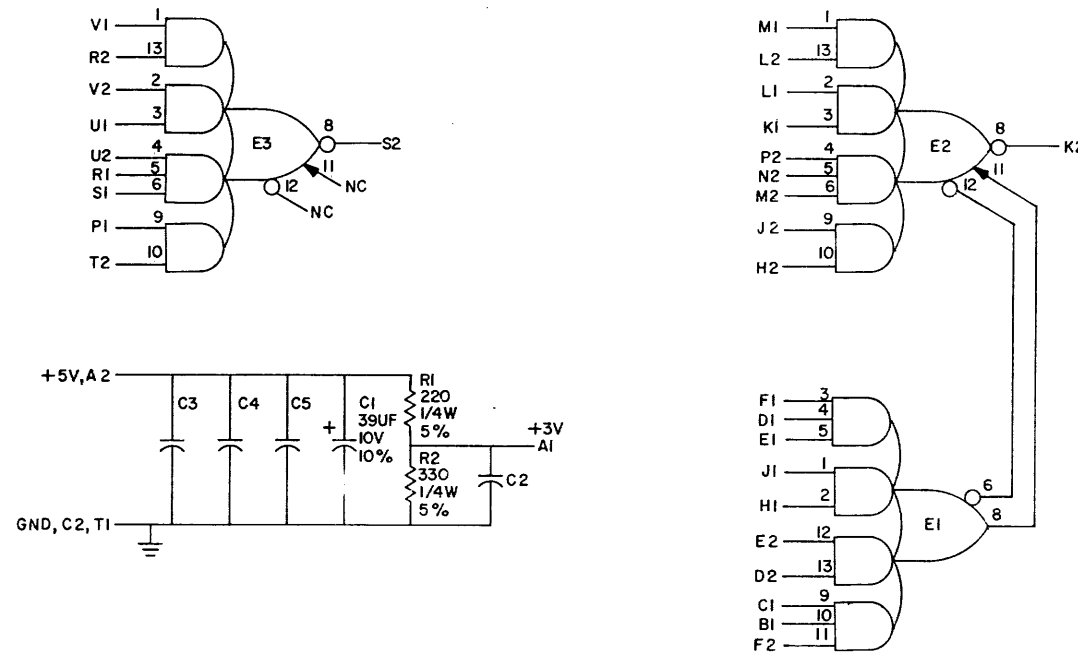 V1 1
R2 13
V2 2
U1 3
E3
8
S2
U2 4
R1 5
S1 6
11
12
NC
NC
P1 9
T2 10
M1 1
L2 13
L1 2
K1 3
E2
8
K2
P2 4
N2 5
M2 6
11
12
J2 9
H2 10
+5V, A2
C3
C4
C5
C1
39UF
10V
10%
+
R1
220
1/4W
5%
+3V
A1
R2
330
1/4W
5%
C2
GND, C2, T1
F1 3
D1 4
E1 5
J1 1
H1 2
6
E1
8
E2 12
D2 13
C1 9
B1 10
F2 11